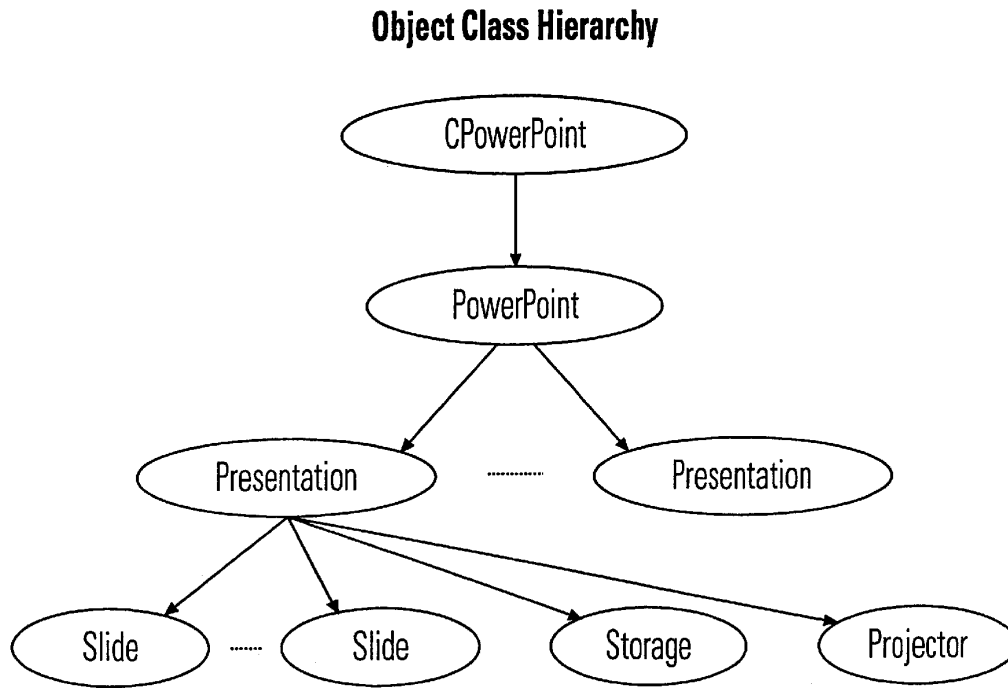 Object Class Hierarchy
CPowerPoint
PowerPoint
Presentation
Presentation
Slide
Slide
Storage
Projector